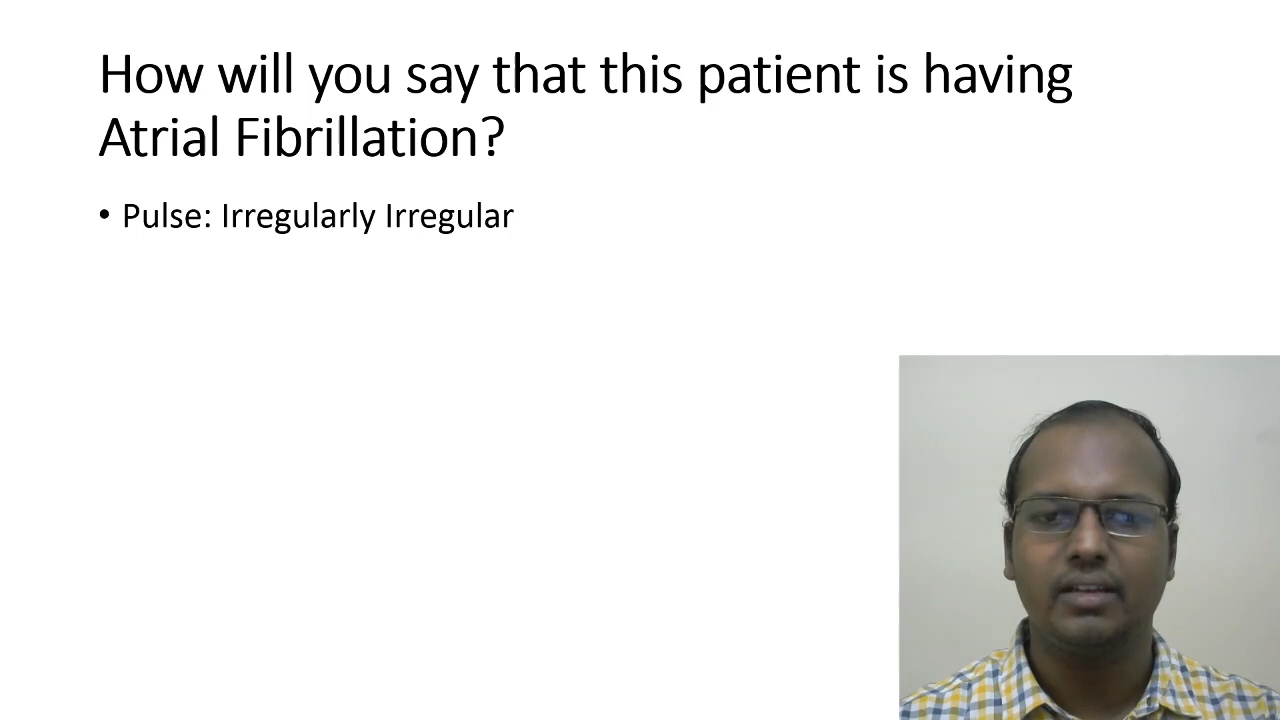 How will you say that this patient is having
Atrial Fibrillation?
• Pulse: Irregularly Irregular